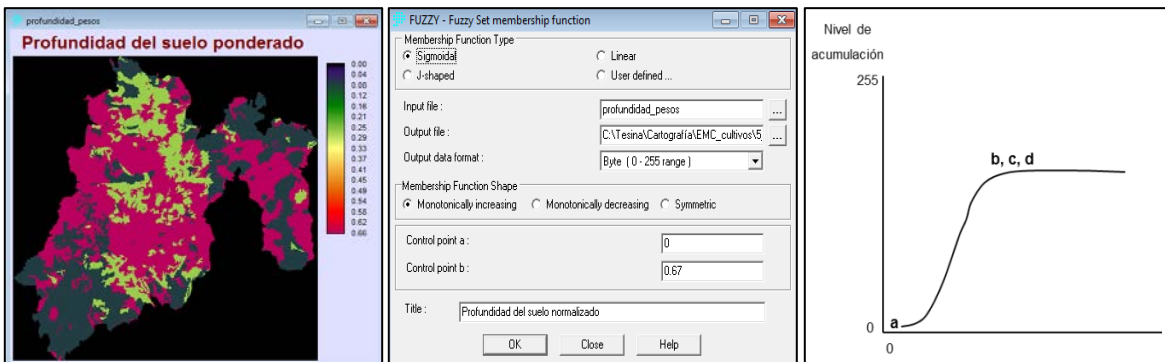 profundidad_pesos
Profundidad del suelo ponderado
0.00
0.04
0.08
0.12
0.16
0.21
0.25
0.29
0.33
0.37
0.41
0.45
0.49
0.54
0.58
0.62
0.66
FUZZY - Fuzzy Set membership function
Membership Function Type
Sigmoidal
Linear
J-shaped
User defined ...
Input file :
profundidad_pesos
...
Output file :
C:\Tesina\Cartografía\EMC_cultivos\5_
...
Output data format :
Byte ( 0 - 255 range )
Membership Function Shape
Monotonically increasing
Monotonically decreasing
Symmetric
Control point a :
0
Control point b :
0.67
Title :
Profundidad del suelo normalizado
OK
Close
Help
Nivel de
acumulación
255
b, c, d
a
0
0